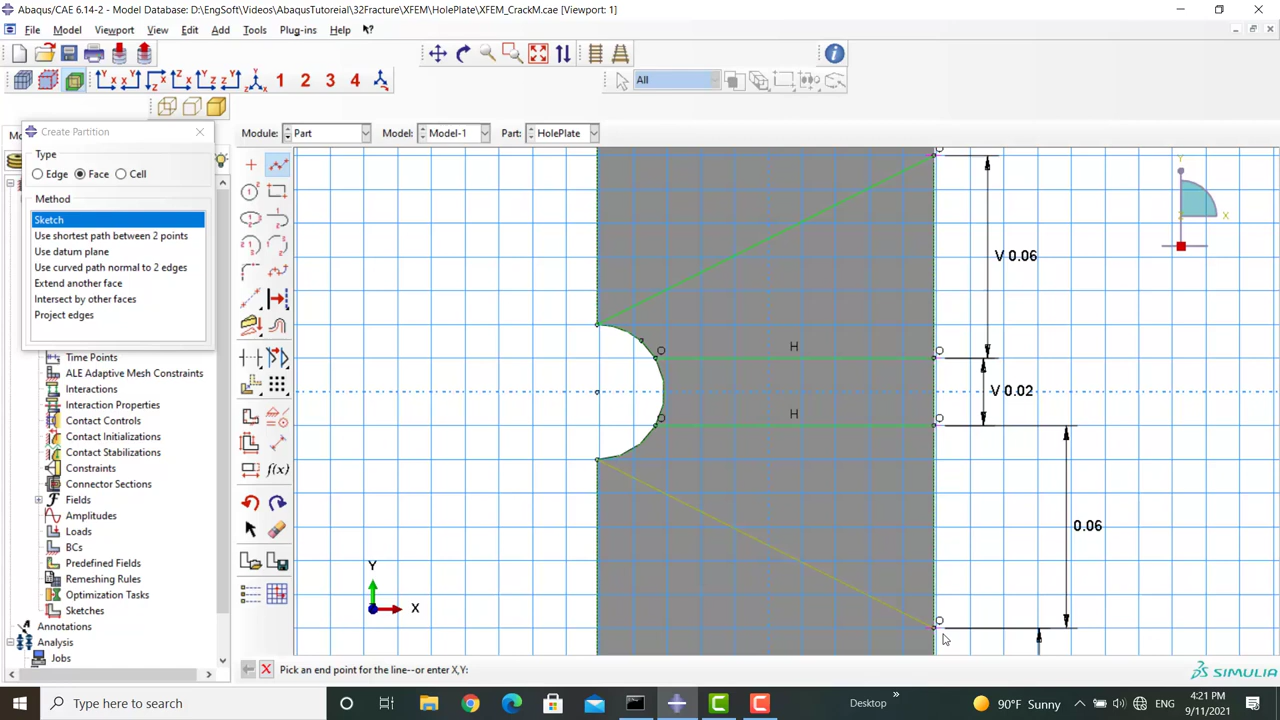 Abaqus/CAE 6.14-2 - Model Database: D:\EngSoft\Videos\AbaqusTutoreial\32Fracture\XFEM\HolePlate\XFEM_CrackM.cae [Viewport: 1]
File Model Viewport View Edit Add Tools Plug-ins Help
1 2 3 4
All
Create Partition
Module: Part Model: Model-1 Part: HolePlate
Type
Edge Face Cell
Method
Sketch
Use shortest path between 2 points
Use datum plane
Use curved path normal to 2 edges
Extend another face
Intersect by other faces
Project edges
Time Points
ALE Adaptive Mesh Constraints
Interactions
Interaction Properties
Contact Controls
Contact Initializations
Contact Stabilizations
Constraints
Connector Sections
Fields
Amplitudes
Loads
BCs
Predefined Fields
Remeshing Rules
Optimization Tasks
Sketches
Annotations
Analysis
Jobs
f(x)
V 0.06
H
V 0.02
H
0.06
Y
X
Y
X
Pick an end point for the line--or enter X,Y:
SIMULIA
Type here to search
Desktop
90°F Sunny
ENG
4:21 PM
9/11/2021